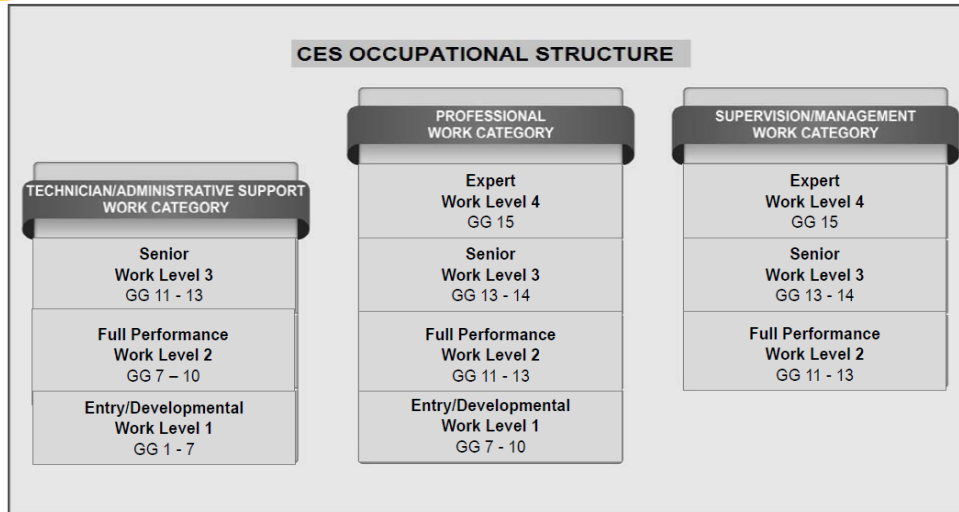 CES OCCUPATIONAL STRUCTURE
TECHNICIAN/ADMINISTRATIVE SUPPORT
WORK CATEGORY
Senior
Work Level 3
GG 11 - 13
Full Performance
Work Level 2
GG 7 – 10
Entry/Developmental
Work Level 1
GG 1 - 7
PROFESSIONAL
WORK CATEGORY
Expert
Work Level 4
GG 15
Senior
Work Level 3
GG 13 - 14
Full Performance
Work Level 2
GG 11 - 13
Entry/Developmental
Work Level 1
GG 7 - 10
SUPERVISION/MANAGEMENT
WORK CATEGORY
Expert
Work Level 4
GG 15
Senior
Work Level 3
GG 13 - 14
Full Performance
Work Level 2
GG 11 - 13